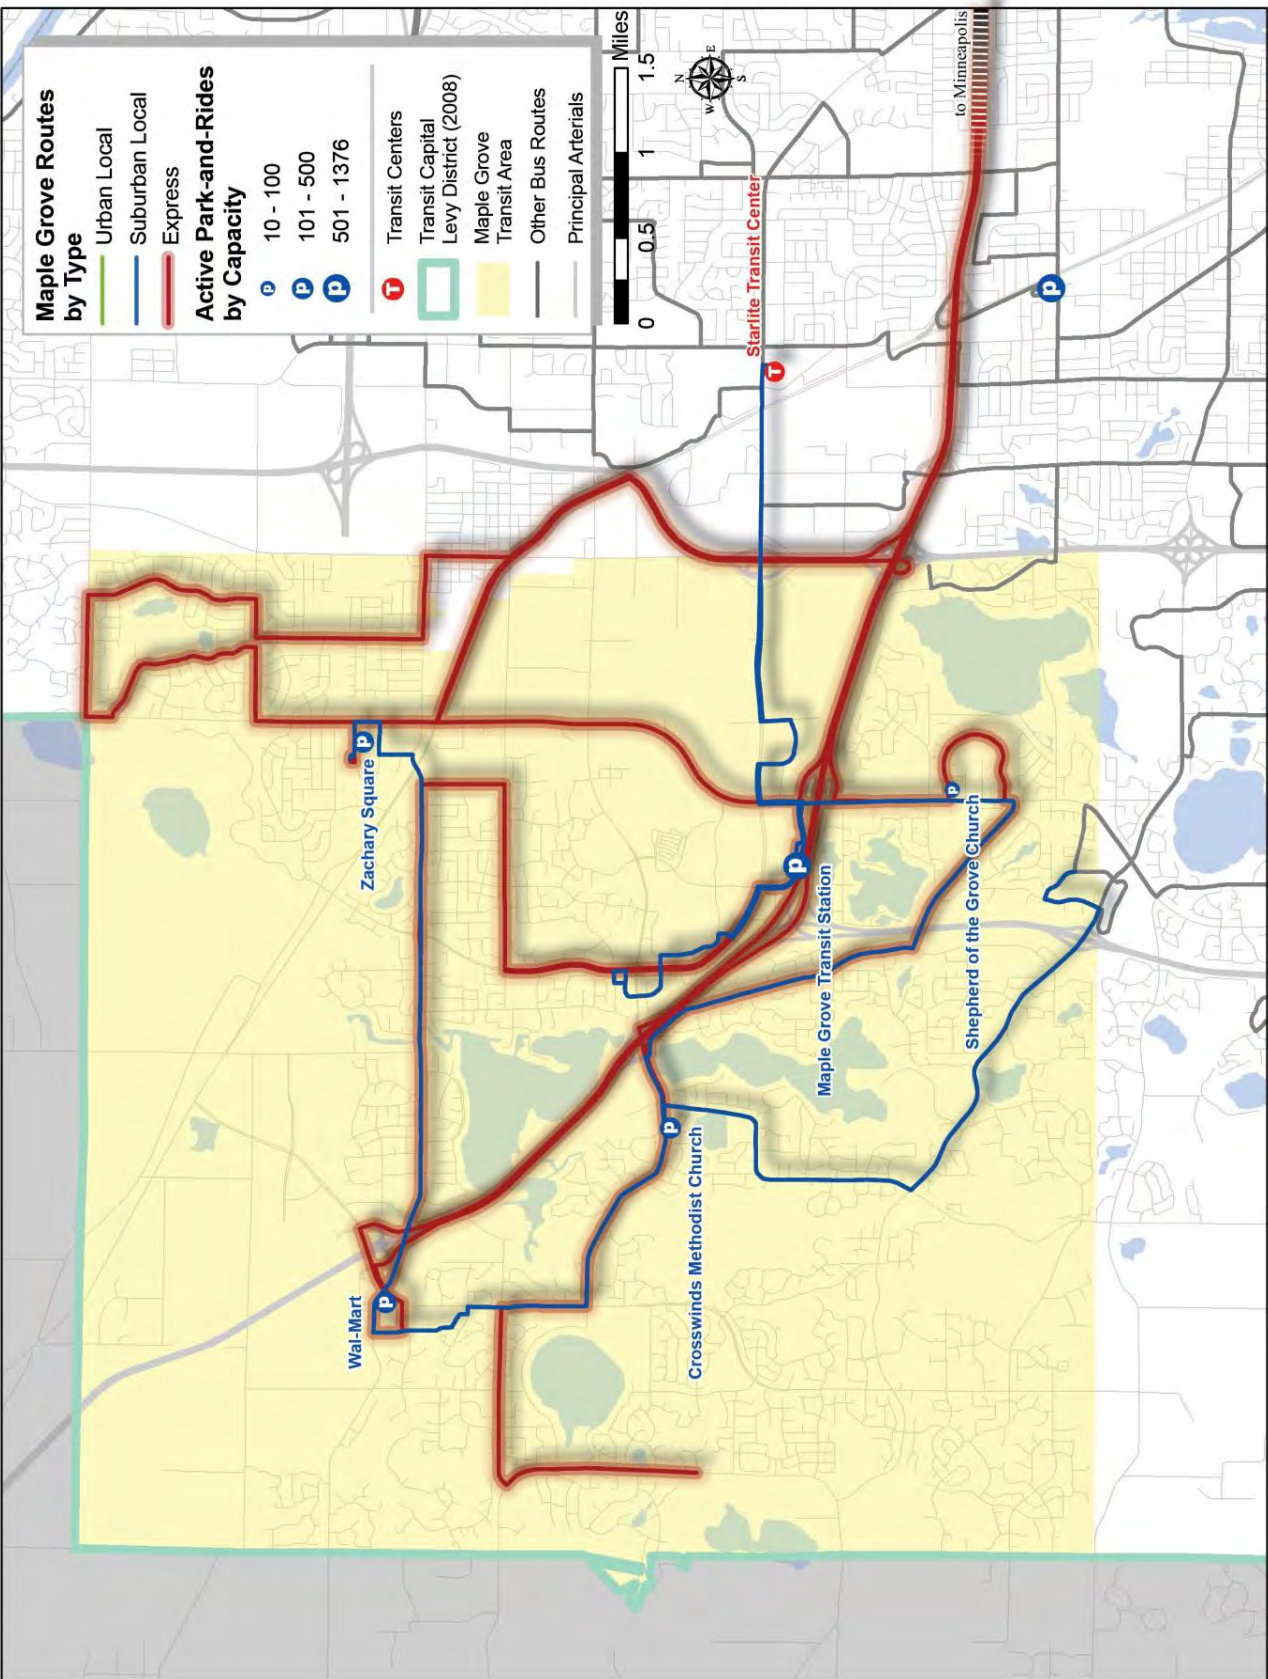 Maple Grove Routes
by Type
Urban Local
Suburban Local
Express
Active Park-and-Rides
by Capacity
P 10 - 100
P 101 - 500
P 501 - 1376
T Transit Centers
Transit Capital
Levy District (2008)
Maple Grove
Transit Area
Other Bus Routes
Principal Arterials
0 0.5 1 1.5 Miles
N
W E
S
Wal-Mart
P
Zachary Square
P
Crosswinds Methodist Church
P
Maple Grove Transit Station
P
Shepherd of the Grove Church
P
Starlite Transit Center
T
P
to Minneapolis